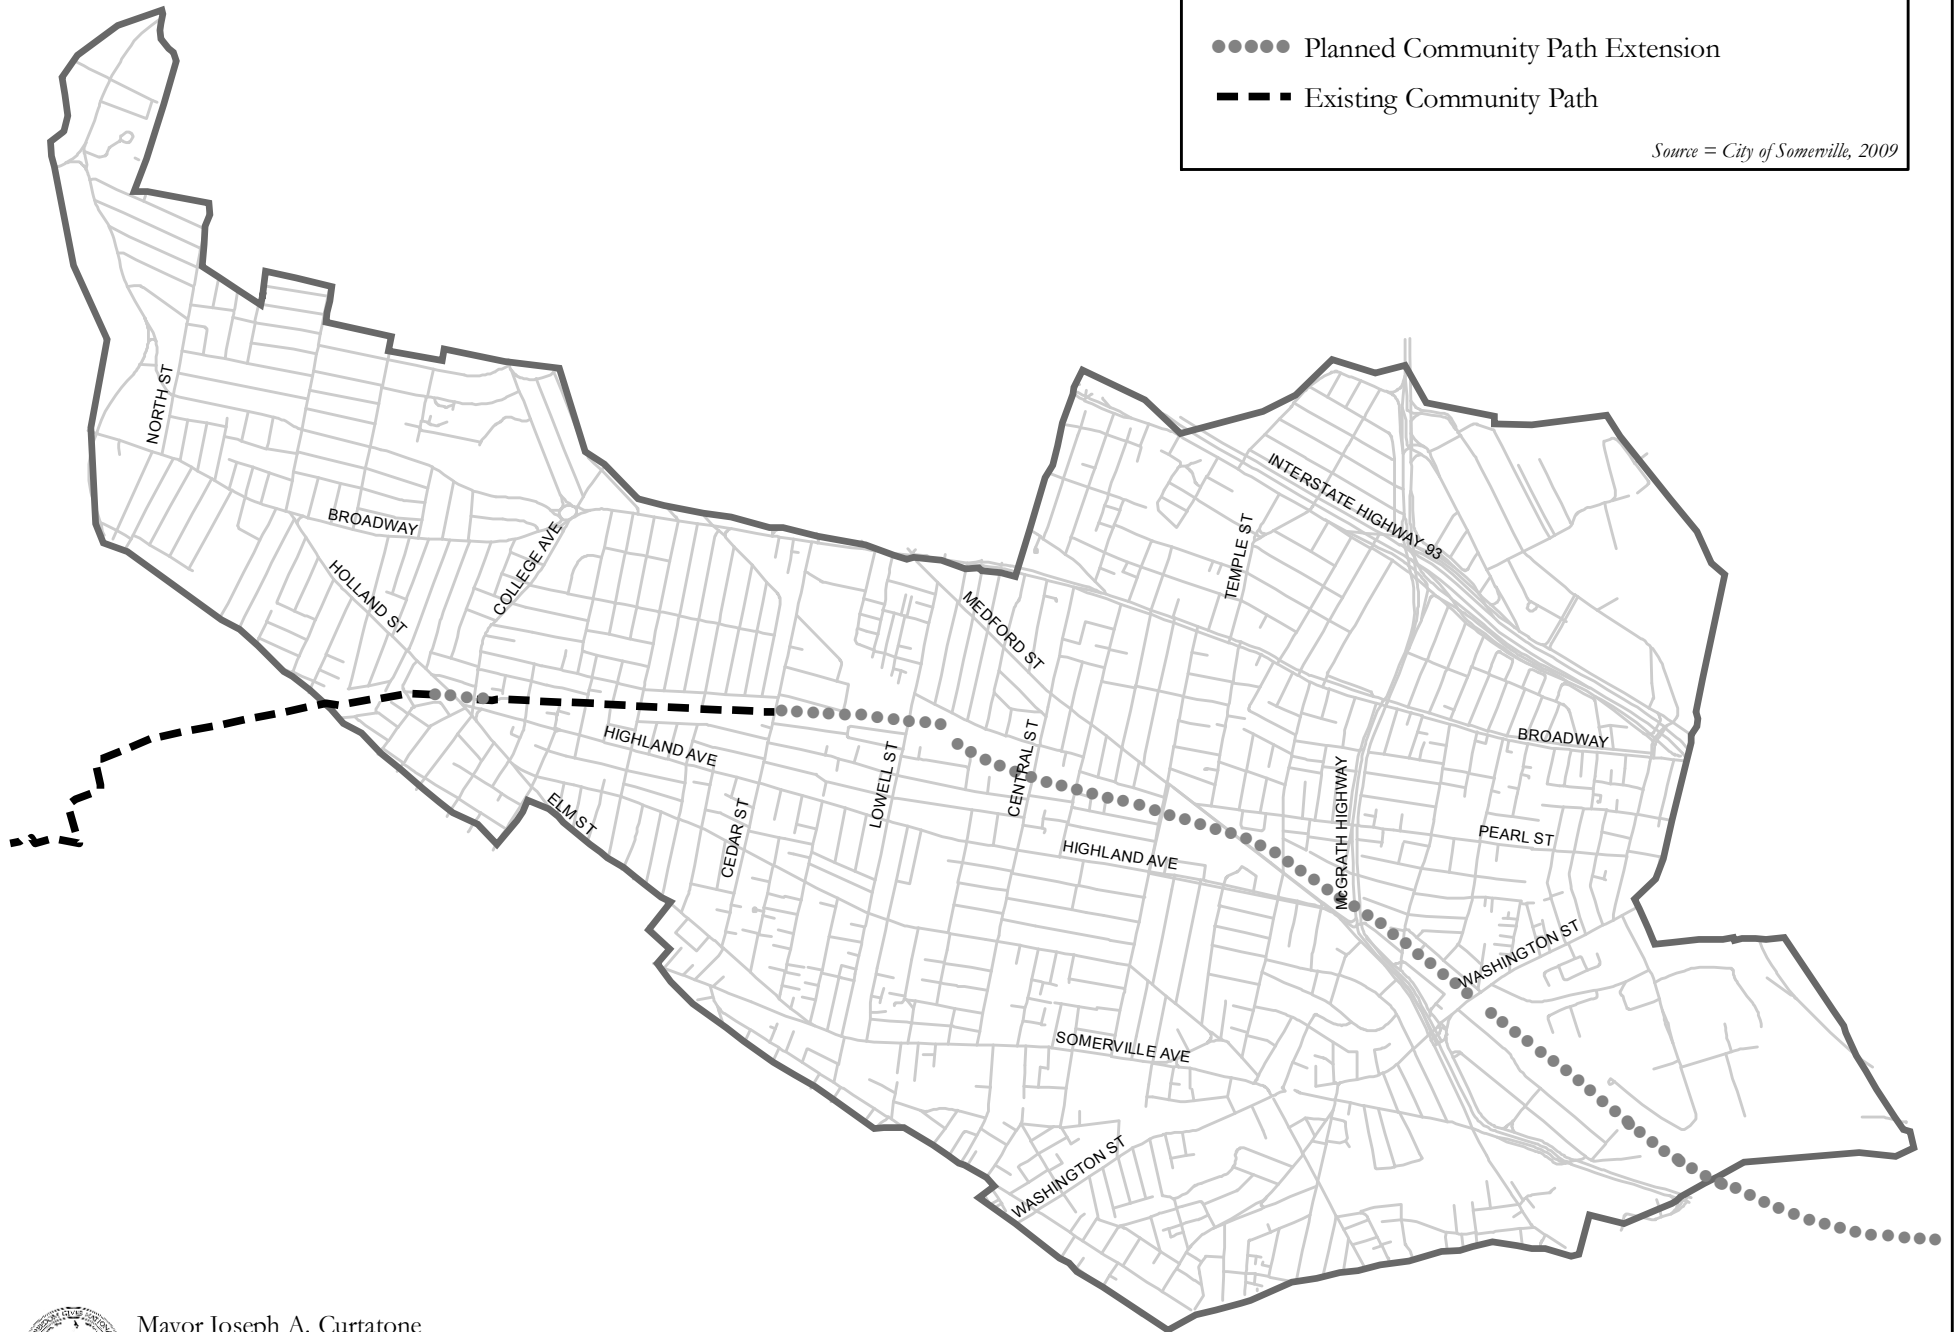 Planned Community Path Extension
Existing Community Path
Source = City of Somerville, 2009
NORTH ST
BROADWAY
HOLLAND ST
COLLEGE AVE
INTERSTATE HIGHWAY 93
TEMPLE ST
MEDFORD ST
HIGHLAND AVE
ELM ST
CEDAR ST
LOWELL ST
CENTRAL ST
HIGHLAND AVE
McGRATH HIGHWAY
BROADWAY
PEARL ST
WASHINGTON ST
SOMERVILLE AVE
WASHINGTON ST
Mayor Joseph A. Curtatone